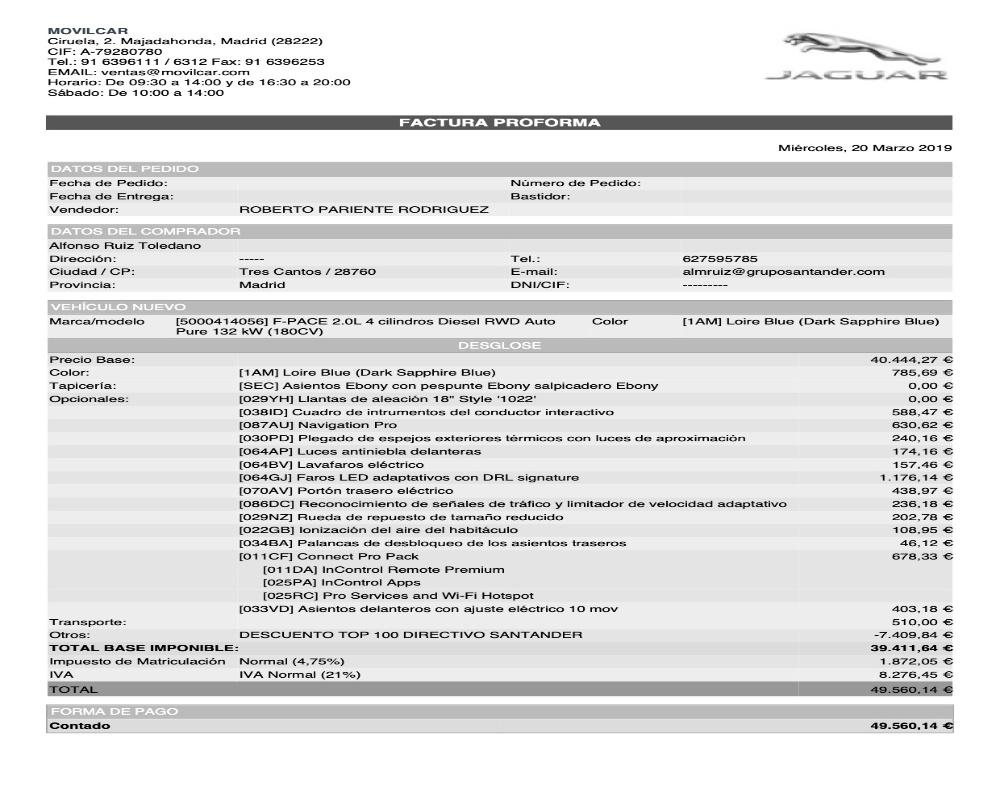 MOVILCAR
Ciruela, 2. Majadahonda, Madrid (28222)
CIF: A-79280780
Tel.: 91 6396111 / 6312 Fax: 91 6396253
EMAIL: ventas@movilcar.com
Horario: De 09:30 a 14:00 y de 16:30 a 20:00
Sábado: De 10:00 a 14:00
JAGUAR
FACTURA PROFORMA
Miércoles, 20 Marzo 2019
DATOS DEL PEDIDO
Fecha de Pedido: Número de Pedido:
Fecha de Entrega: Bastidor:
Vendedor: ROBERTO PARIENTE RODRIGUEZ
DATOS DEL COMPRADOR
Alfonso Ruiz Toledano
Dirección: ----- Tel.: 627595785
Ciudad / CP: Tres Cantos / 28760 E-mail: almruiz@gruposantander.com
Provincia: Madrid DNI/CIF: ---------
VEHÍCULO NUEVO
Marca/modelo [5000414056] F-PACE 2.0L 4 cilindros Diesel RWD Auto Color [1AM] Loire Blue (Dark Sapphire Blue)
Pure 132 kW (180CV)
DESGLOSE
Precio Base: 40.444,27 €
Color: [1AM] Loire Blue (Dark Sapphire Blue) 785,69 €
Tapicería: [SEC] Asientos Ebony con pespunte Ebony salpicadero Ebony 0,00 €
Opcionales: [029YH] Llantas de aleación 18" Style '1022' 0,00 €
[038ID] Cuadro de intrumentos del conductor interactivo 588,47 €
[087AU] Navigation Pro 630,62 €
[030PD] Plegado de espejos exteriores térmicos con luces de aproximación 240,16 €
[064AP] Luces antiniebla delanteras 174,16 €
[064BV] Lavafaros eléctrico 157,46 €
[064GJ] Faros LED adaptativos con DRL signature 1.176,14 €
[070AV] Portón trasero eléctrico 438,97 €
[086DC] Reconocimiento de señales de tráfico y limitador de velocidad adaptativo 236,18 €
[029NZ] Rueda de repuesto de tamaño reducido 202,78 €
[022GB] Ionización del aire del habitáculo 108,95 €
[034BA] Palancas de desbloqueo de los asientos traseros 46,12 €
[011CF] Connect Pro Pack 678,33 €
[011DA] InControl Remote Premium
[025PA] InControl Apps
[025RC] Pro Services and Wi-Fi Hotspot
[033VD] Asientos delanteros con ajuste eléctrico 10 mov 403,18 €
Transporte: 510,00 €
Otros: DESCUENTO TOP 100 DIRECTIVO SANTANDER -7.409,84 €
TOTAL BASE IMPONIBLE: 39.411,64 €
Impuesto de Matriculación Normal (4,75%) 1.872,05 €
IVA IVA Normal (21%) 8.276,45 €
TOTAL 49.560,14 €
FORMA DE PAGO
Contado 49.560,14 €